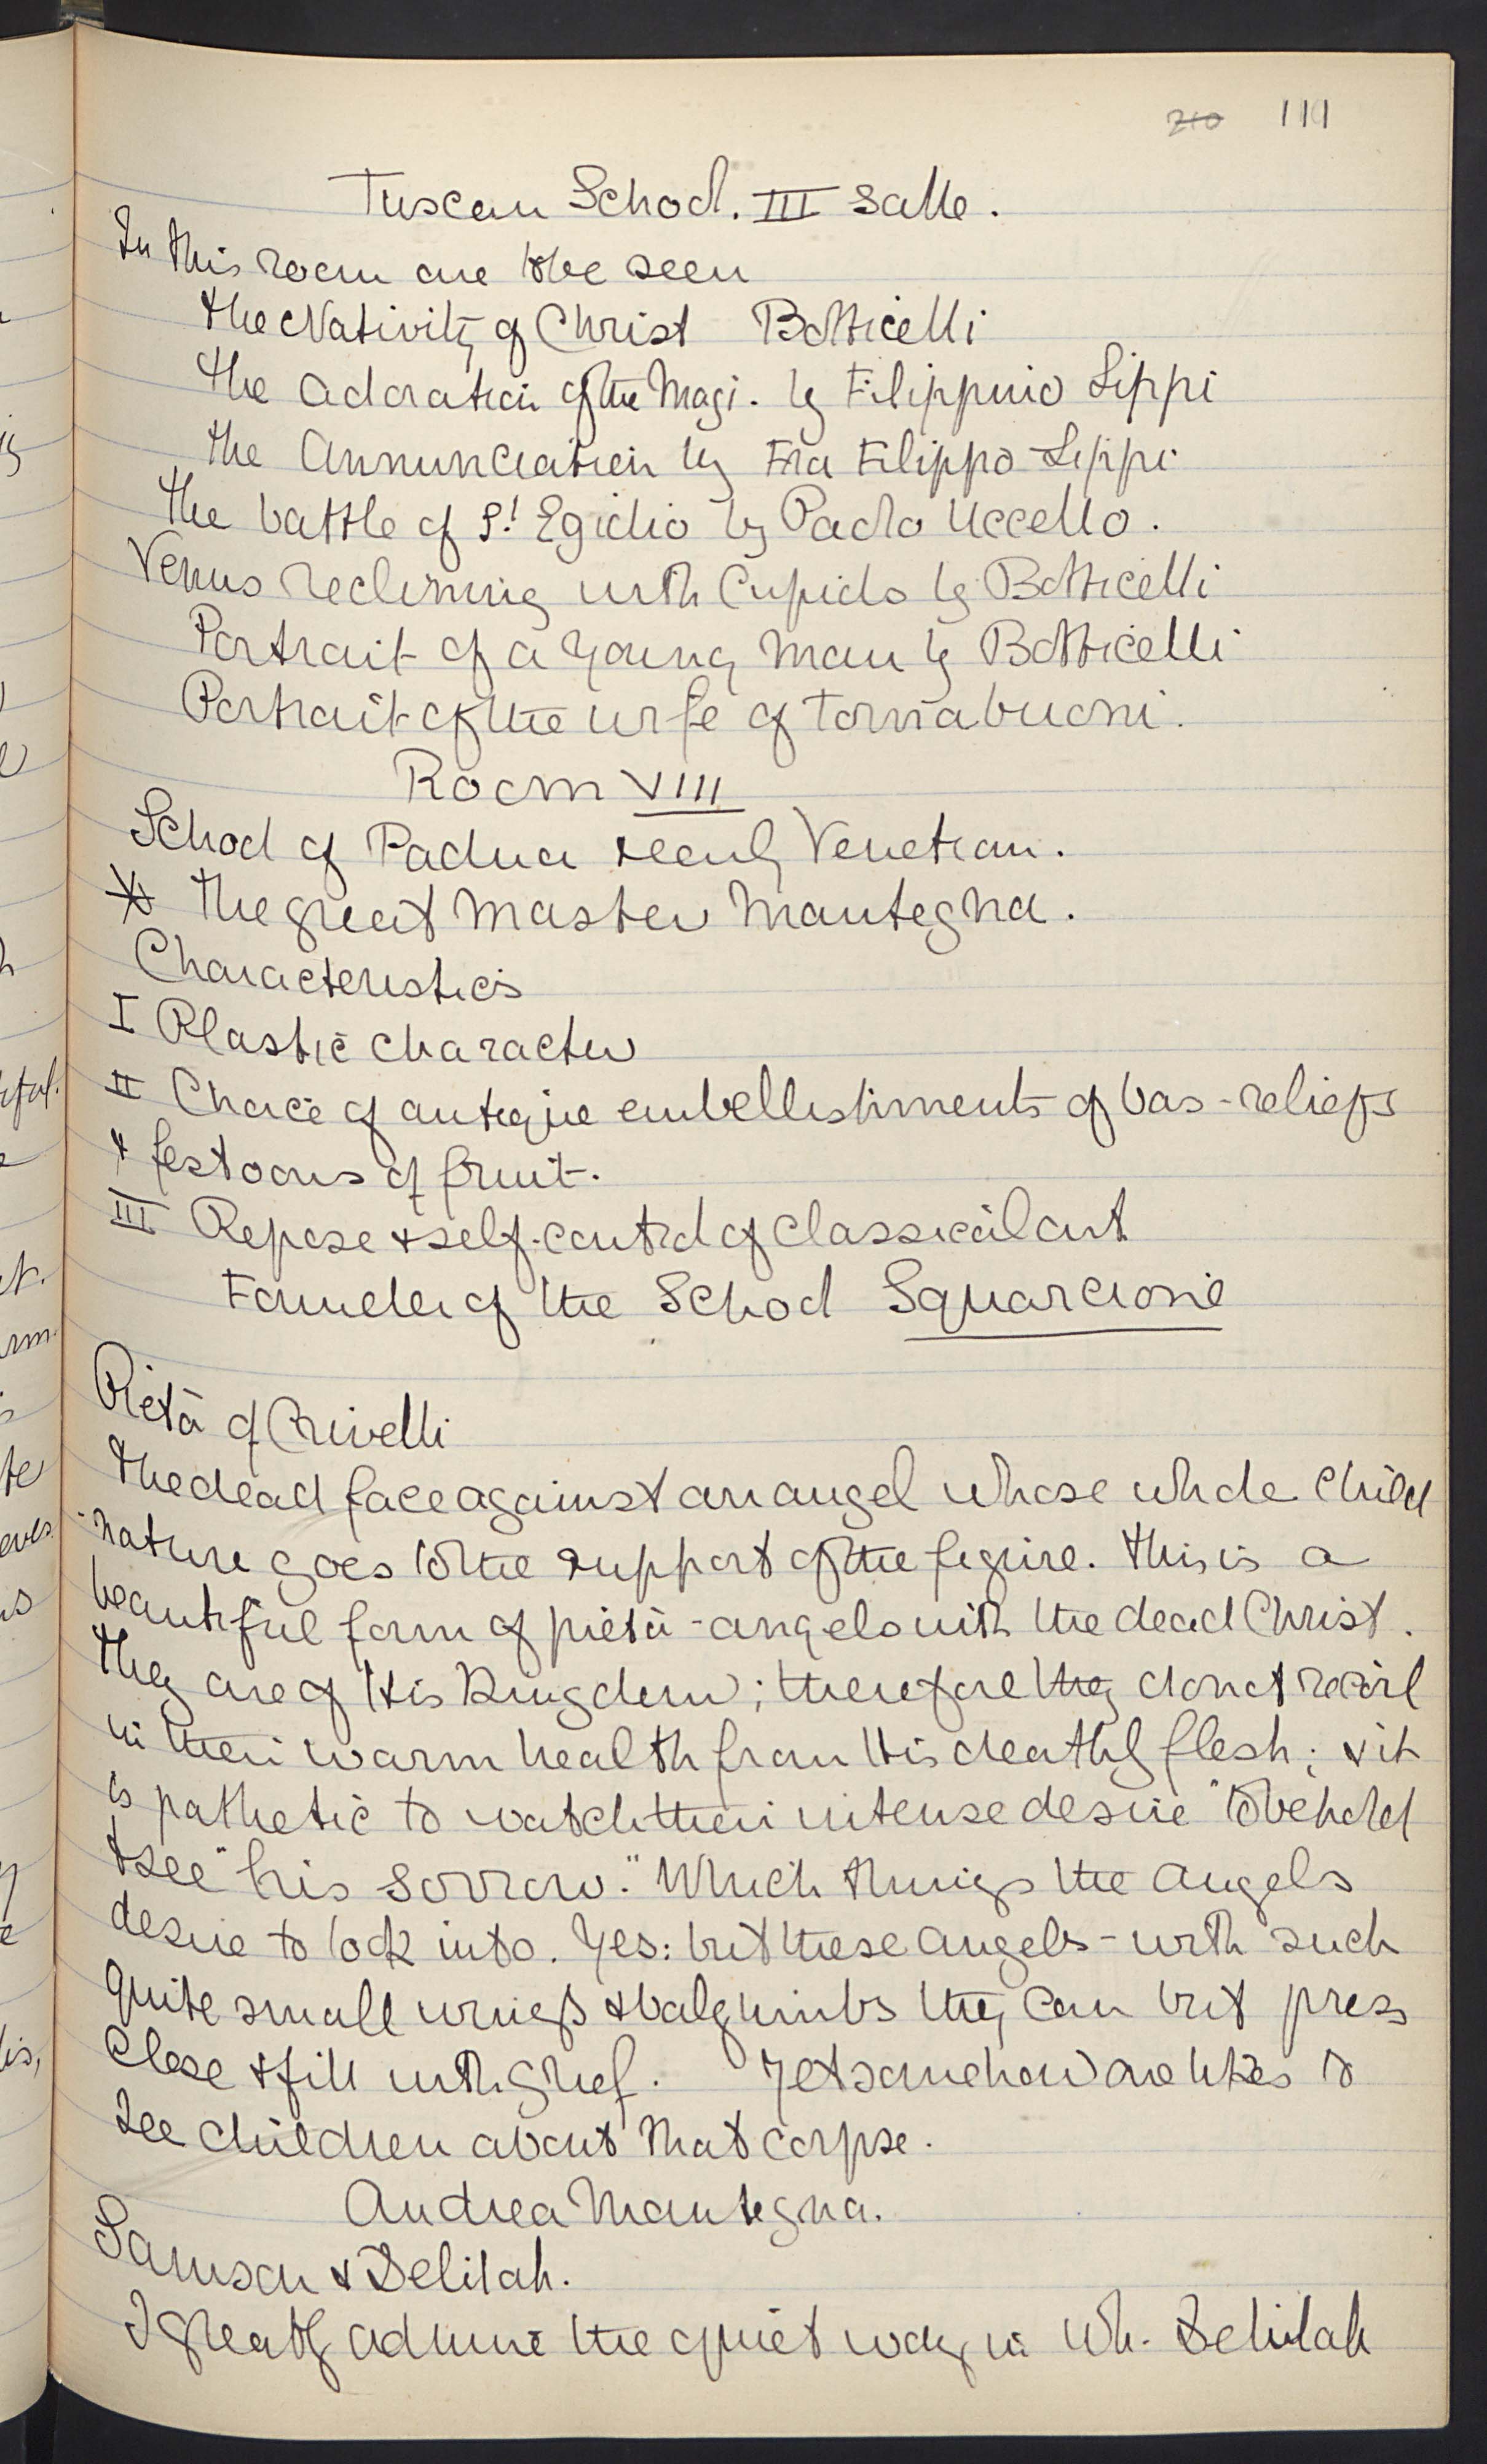 210 111
Tuscan School. III Salle.
In this room are to be seen
the Nativity of Christ Botticelli
the adoration of the Magi. by Filippino Lippi
the Annunciation by Fra Filippo Lippi
the battle of St Egidio by Paolo Uccello.
Venus reclining with Cupids by Botticelli
Portrait of a young man by Botticelli
Portrait of the wife of Tornabuoni.
Room VIII
School of Padua & early Venetian.
* The great master Mantegna.
Characteristics
I Plastic character
II Choice of antique embellishments of bas-reliefs
& festoons of fruit.
III Repose & self-control of classical art
Founder of the School Squarcione
Pietà of Crivelli
The dead face against an angel whose whole child
nature goes to the support of the figure. This is a
beautiful form of pietà - angels with the dead Christ.
They are of His Kingdom; therefore they do not recoil
in their warm health from His deathly flesh; & it
is pathetic to watch their intense desire "to behold
& see" his sorrow." Which things the angels
desire to look into. Yes: but these angels - with such
quite small wings & baby limbs they can but press
close & fill with grief. Yet somehow one likes to
see children about that corpse.
Andrea Mantegna.
Samson & Delilah.
I greatly admire the quiet way in wh. Delilah